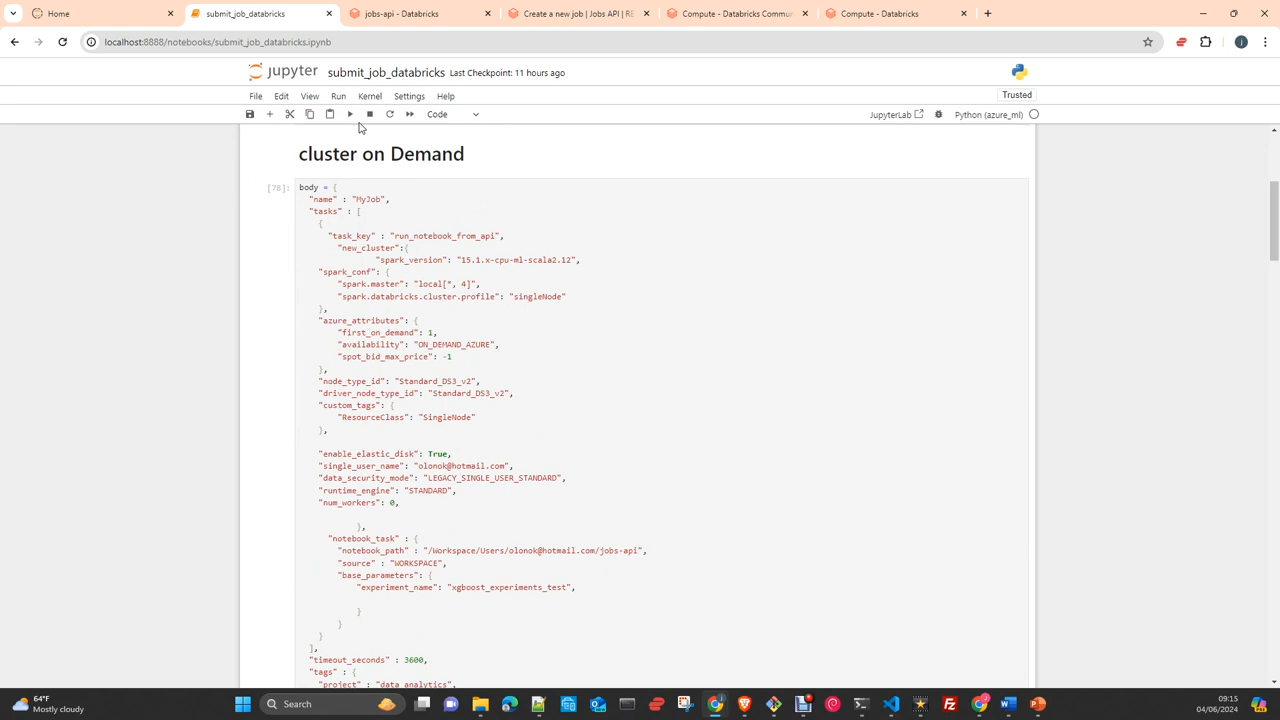 submit_job_databricks
Home
jobs-api - Databricks
Create a new job | Jobs API | RE
Compute - Databricks Commun
Compute - Databricks
localhost:8888/notebooks/submit_job_databricks.ipynb
jupyter
submit_job_databricks Last Checkpoint: 11 hours ago
File Edit View Run Kernel Settings Help
Trusted
Code
JupyterLab
Python (azure_ml)
cluster on Demand
[78]:
body = {
"name" : "MyJob",
"tasks" : [
{
"task_key" : "run_notebook_from_api",
"new_cluster":{
"spark_version": "15.1.x-cpu-ml-scala2.12",
"spark_conf": {
"spark.master": "local[*, 4]",
"spark.databricks.cluster.profile": "singleNode"
},
"azure_attributes": {
"first_on_demand": 1,
"availability": "ON_DEMAND_AZURE",
"spot_bid_max_price": -1
},
"node_type_id": "Standard_DS3_v2",
"driver_node_type_id": "Standard_DS3_v2",
"custom_tags": {
"ResourceClass": "SingleNode"
},
"enable_elastic_disk": True,
"single_user_name": "olonok@hotmail.com",
"data_security_mode": "LEGACY_SINGLE_USER_STANDARD",
"runtime_engine": "STANDARD",
"num_workers": 0,
},
"notebook_task" : {
"notebook_path" : "/Workspace/Users/olonok@hotmail.com/jobs-api",
"source" : "WORKSPACE",
"base_parameters": {
"experiment_name": "xgboost_experiments_test",
}
}
}
],
"timeout_seconds" : 3600,
"tags" : {
"project" : "data analytics",
64°F
Mostly cloudy
Search
09:15
04/06/2024